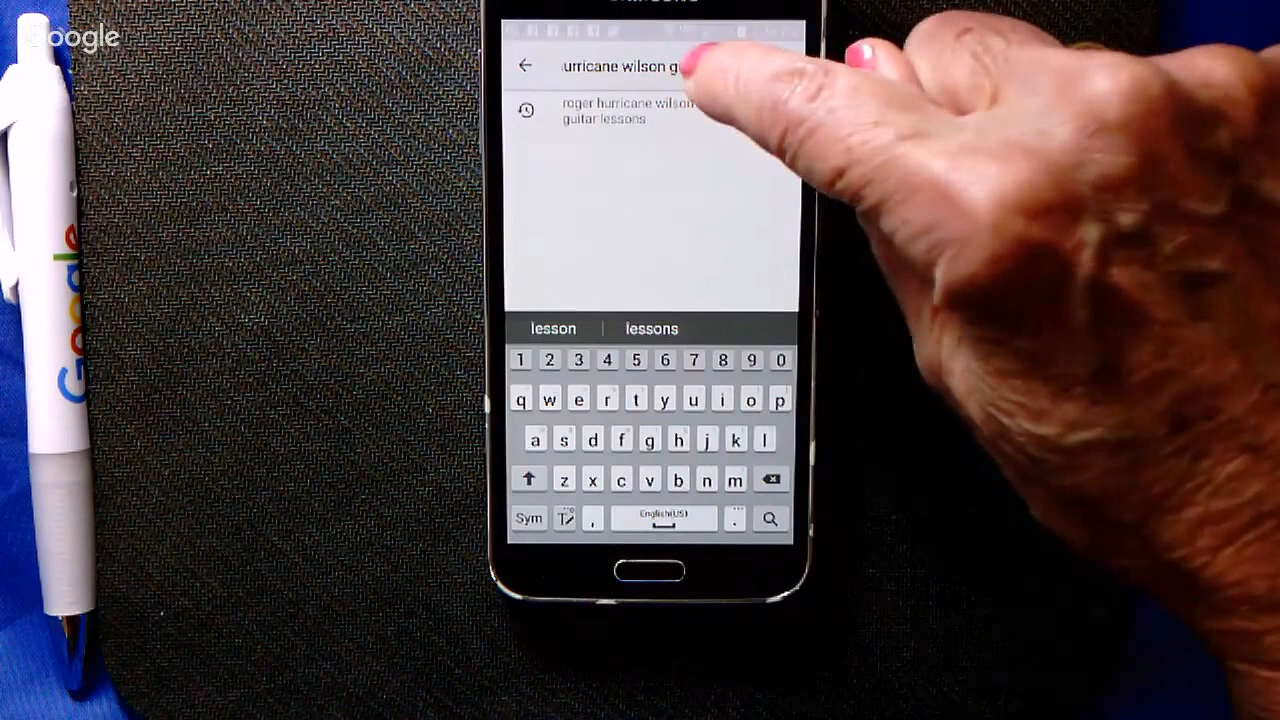 Google
SAMSUNG
urricane wilson g
roger hurricane wilson
guitar lessons
lesson
lessons
1 2 3 4 5 6 7 8 9 0
q w e r t y u i o p
a s d f g h j k l
z x c v b n m
Sym , English(US) .
Google